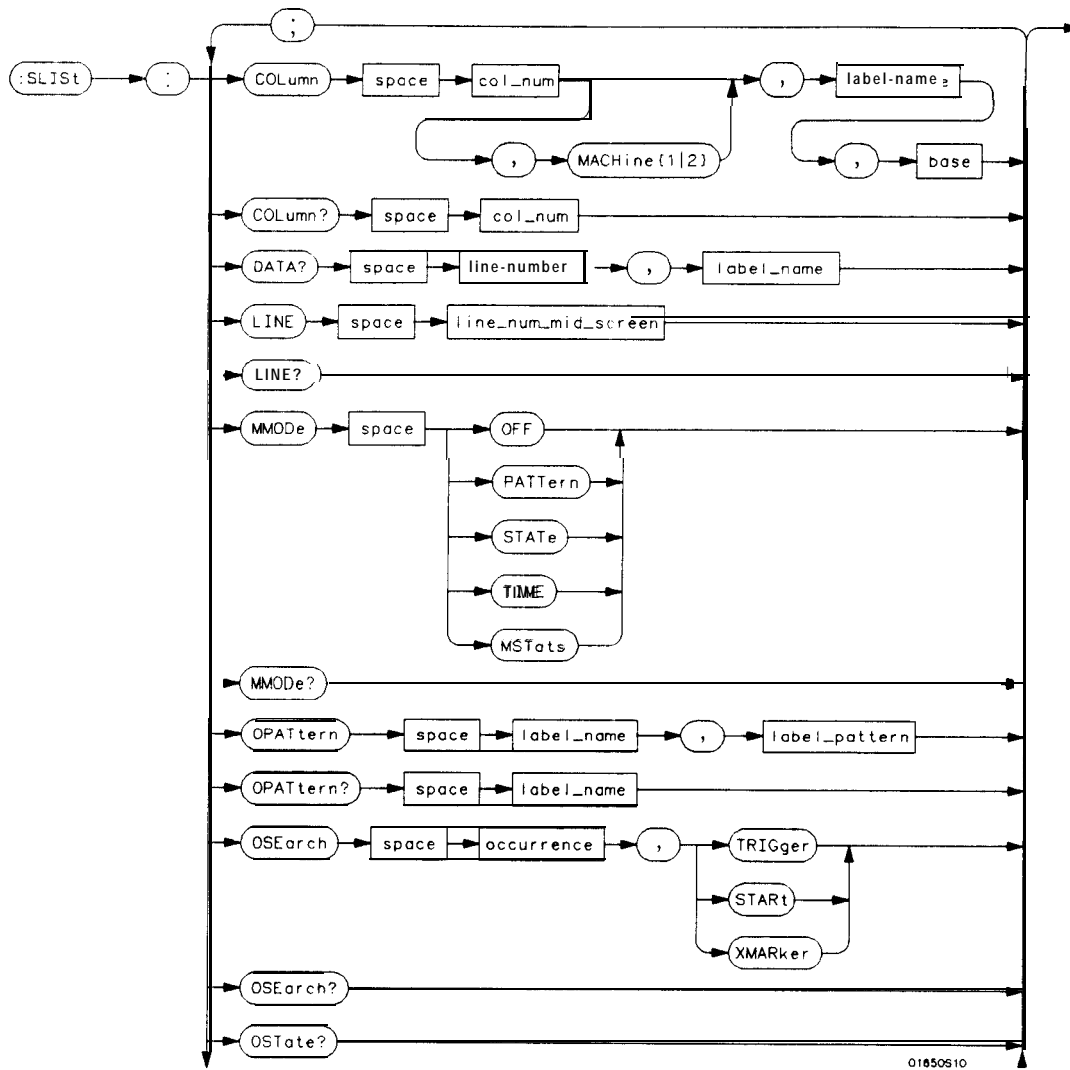 ;
:SLISt : COLumn space col_num , label-name
, MACHine{1|2} , base
COLumn? space col_num
DATA? space line-number , label_name
LINE space line_num_mid_screen
LINE?
MMODe space OFF
PATTern
STATe
TIME
MSTats
MMODe?
OPATtern space label_name , label_pattern
OPATtern? space label_name
OSEarch space occurrence , TRIGger
STARt
XMARker
OSEarch?
OSTate?
01650S10